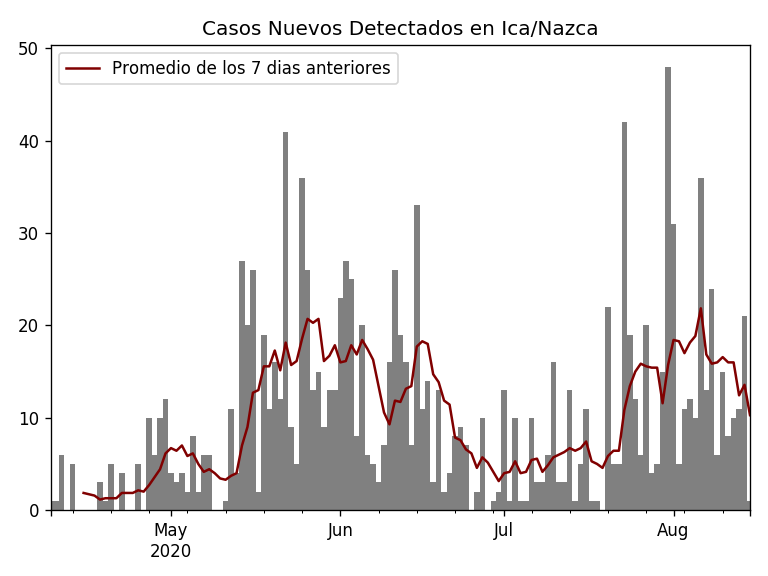 Casos Nuevos Detectados en Ica/Nazca
Promedio de los 7 dias anteriores
50
40
30
20
10
0
May
2020
Jun
Jul
Aug